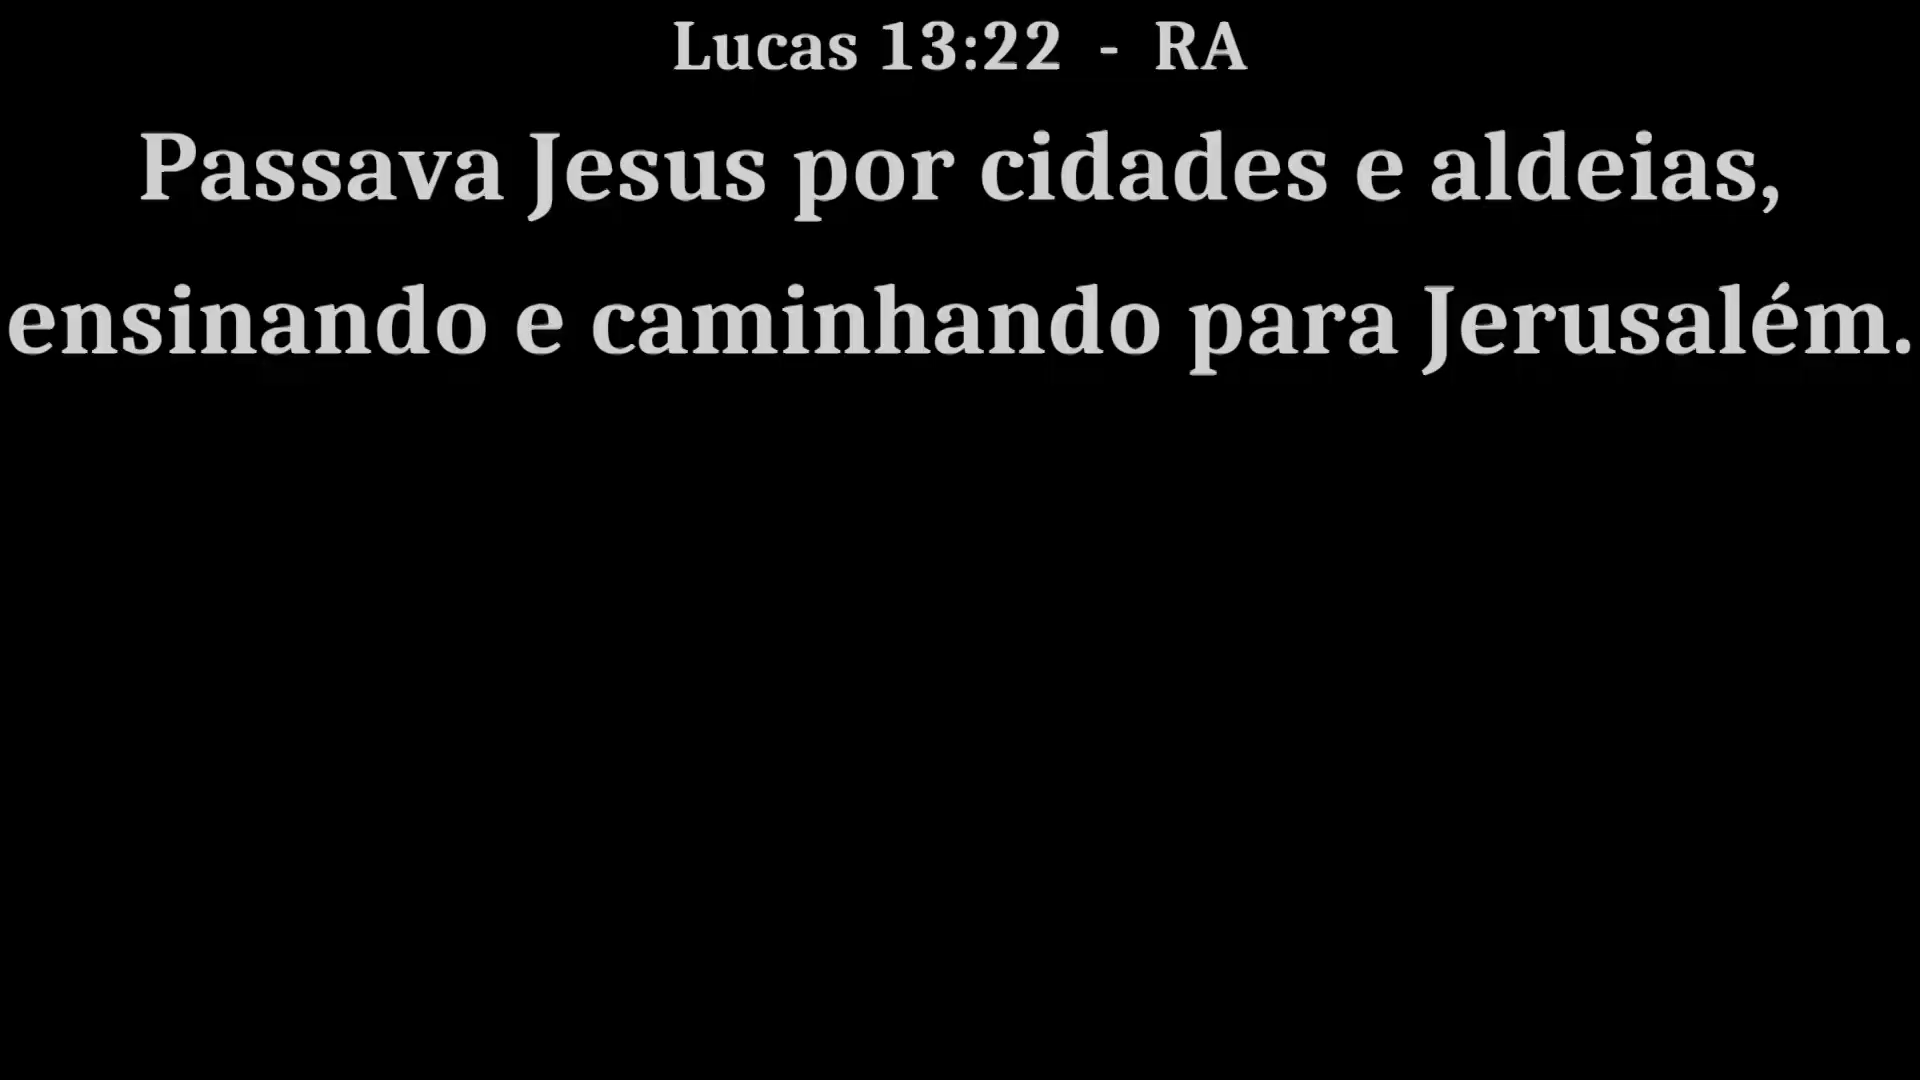 Lucas 13:22 - RA
Passava Jesus por cidades e aldeias,
ensinando e caminhando para Jerusalém.